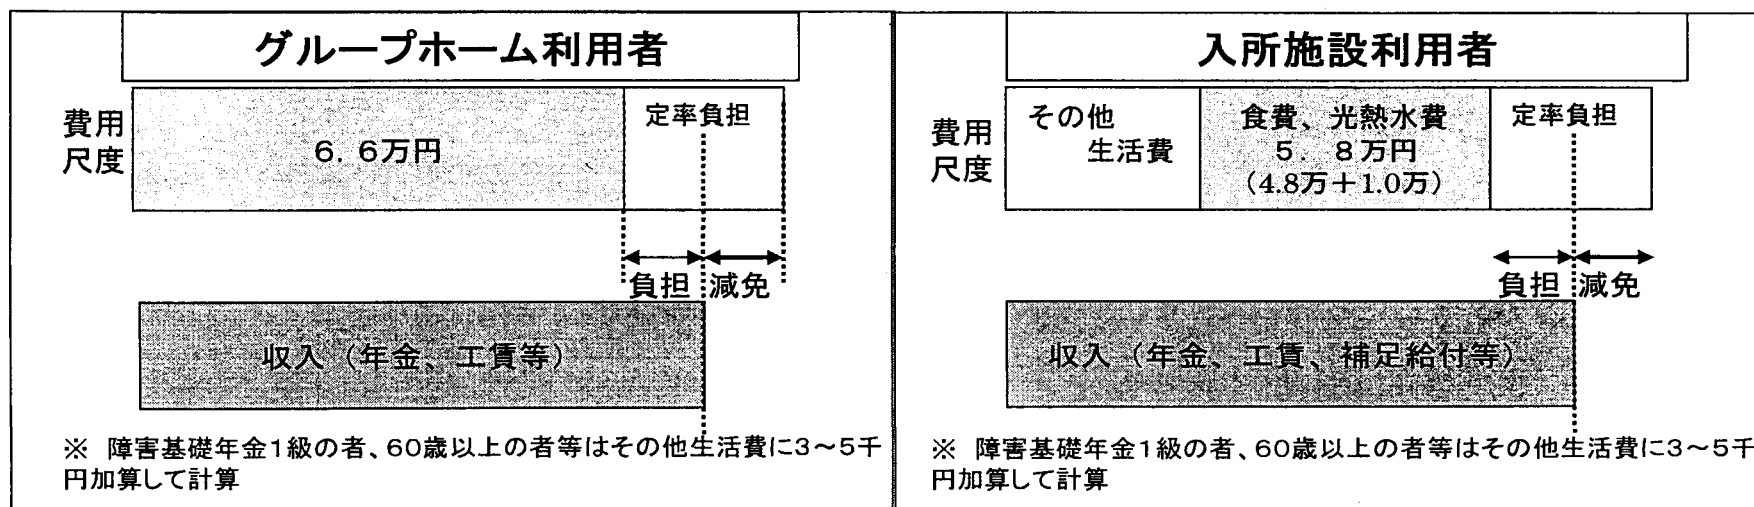 グループホーム利用者
費用
尺度
6.6万円
定率負担
負担
減免
収入(年金、工賃等)
※ 障害基礎年金1級の者、60歳以上の者等はその他生活費に3～5千
円加算して計算
入所施設利用者
費用
尺度
その他
生活費
食費、光熱水費
5.8万円
(4.8万+1.0万)
定率負担
負担
減免
収入(年金、工賃、補足給付等)
※ 障害基礎年金1級の者、60歳以上の者等はその他生活費に3～5千
円加算して計算